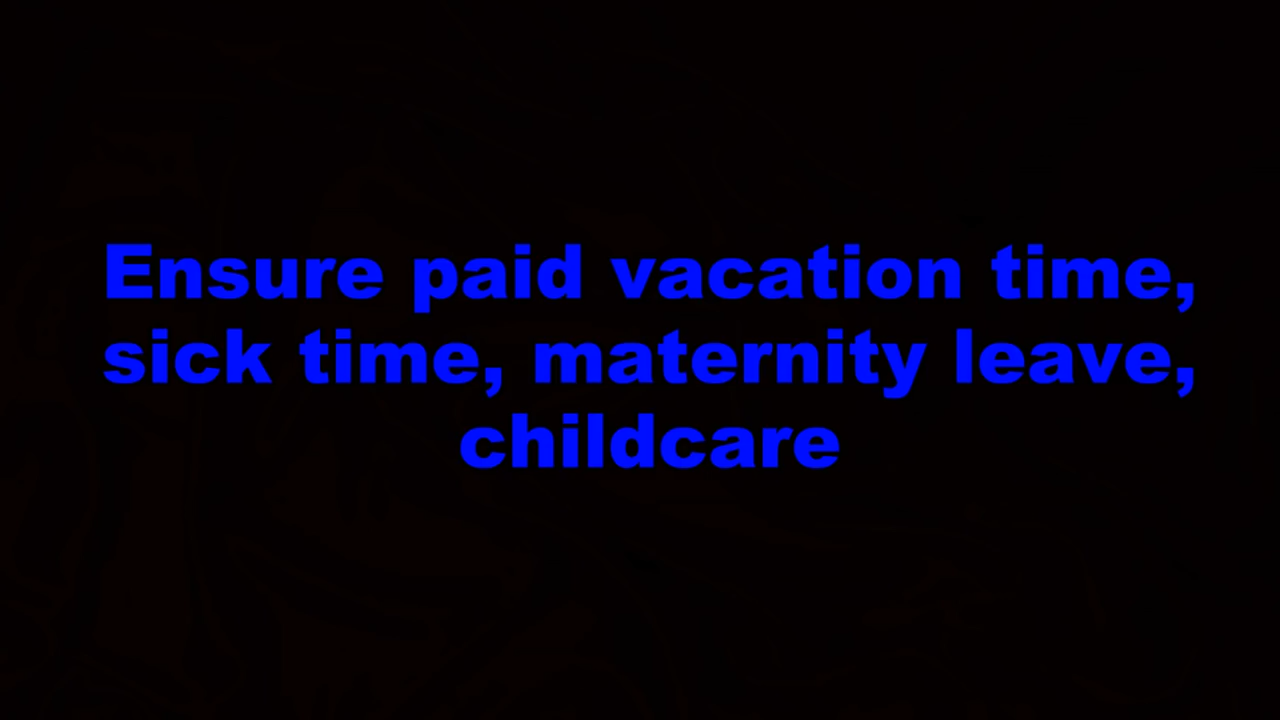 Ensure paid vacation time,
sick time, maternity leave,
childcare